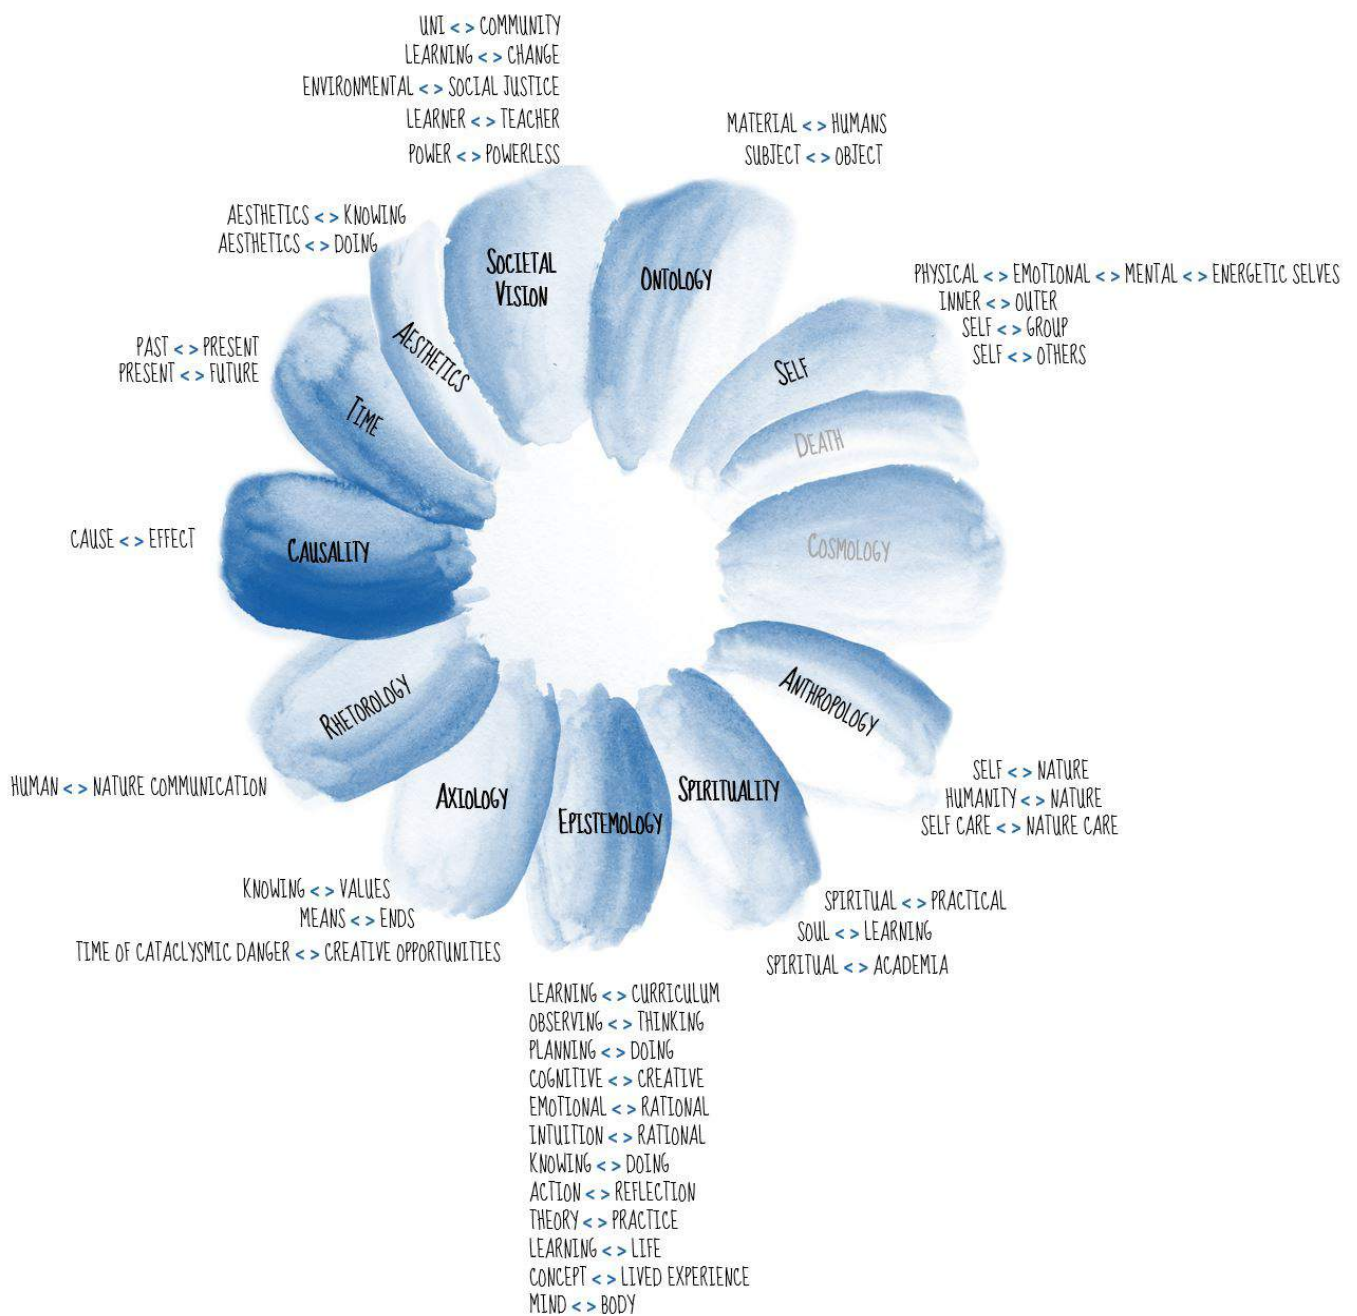 UNI <> COMMUNITY
LEARNING <> CHANGE
ENVIRONMENTAL <> SOCIAL JUSTICE
LEARNER <> TEACHER
POWER <> POWERLESS
MATERIAL <> HUMANS
SUBJECT <> OBJECT
AESTHETICS <> KNOWING
AESTHETICS <> DOING
SOCIETAL
VISION
ONTOLOGY
PHYSICAL <> EMOTIONAL <> MENTAL <> ENERGETIC SELVES
INNER <> OUTER
SELF <> GROUP
SELF <> OTHERS
PAST <> PRESENT
PRESENT <> FUTURE
AESTHETICS
SELF
TIME
DEATH
CAUSE <> EFFECT
CAUSALITY
COSMOLOGY
RHETOROLOGY
ANTHROPOLOGY
HUMAN <> NATURE COMMUNICATION
AXIOLOGY
EPISTEMOLOGY
SPIRITUALITY
SELF <> NATURE
HUMANITY <> NATURE
SELF CARE <> NATURE CARE
KNOWING <> VALUES
MEANS <> ENDS
TIME OF CATACLYSMIC DANGER <> CREATIVE OPPORTUNITIES
SPIRITUAL <> PRACTICAL
SOUL <> LEARNING
SPIRITUAL <> ACADEMIA
LEARNING <> CURRICULUM
OBSERVING <> THINKING
PLANNING <> DOING
COGNITIVE <> CREATIVE
EMOTIONAL <> RATIONAL
INTUITION <> RATIONAL
KNOWING <> DOING
ACTION <> REFLECTION
THEORY <> PRACTICE
LEARNING <> LIFE
CONCEPT <> LIVED EXPERIENCE
MIND <> BODY